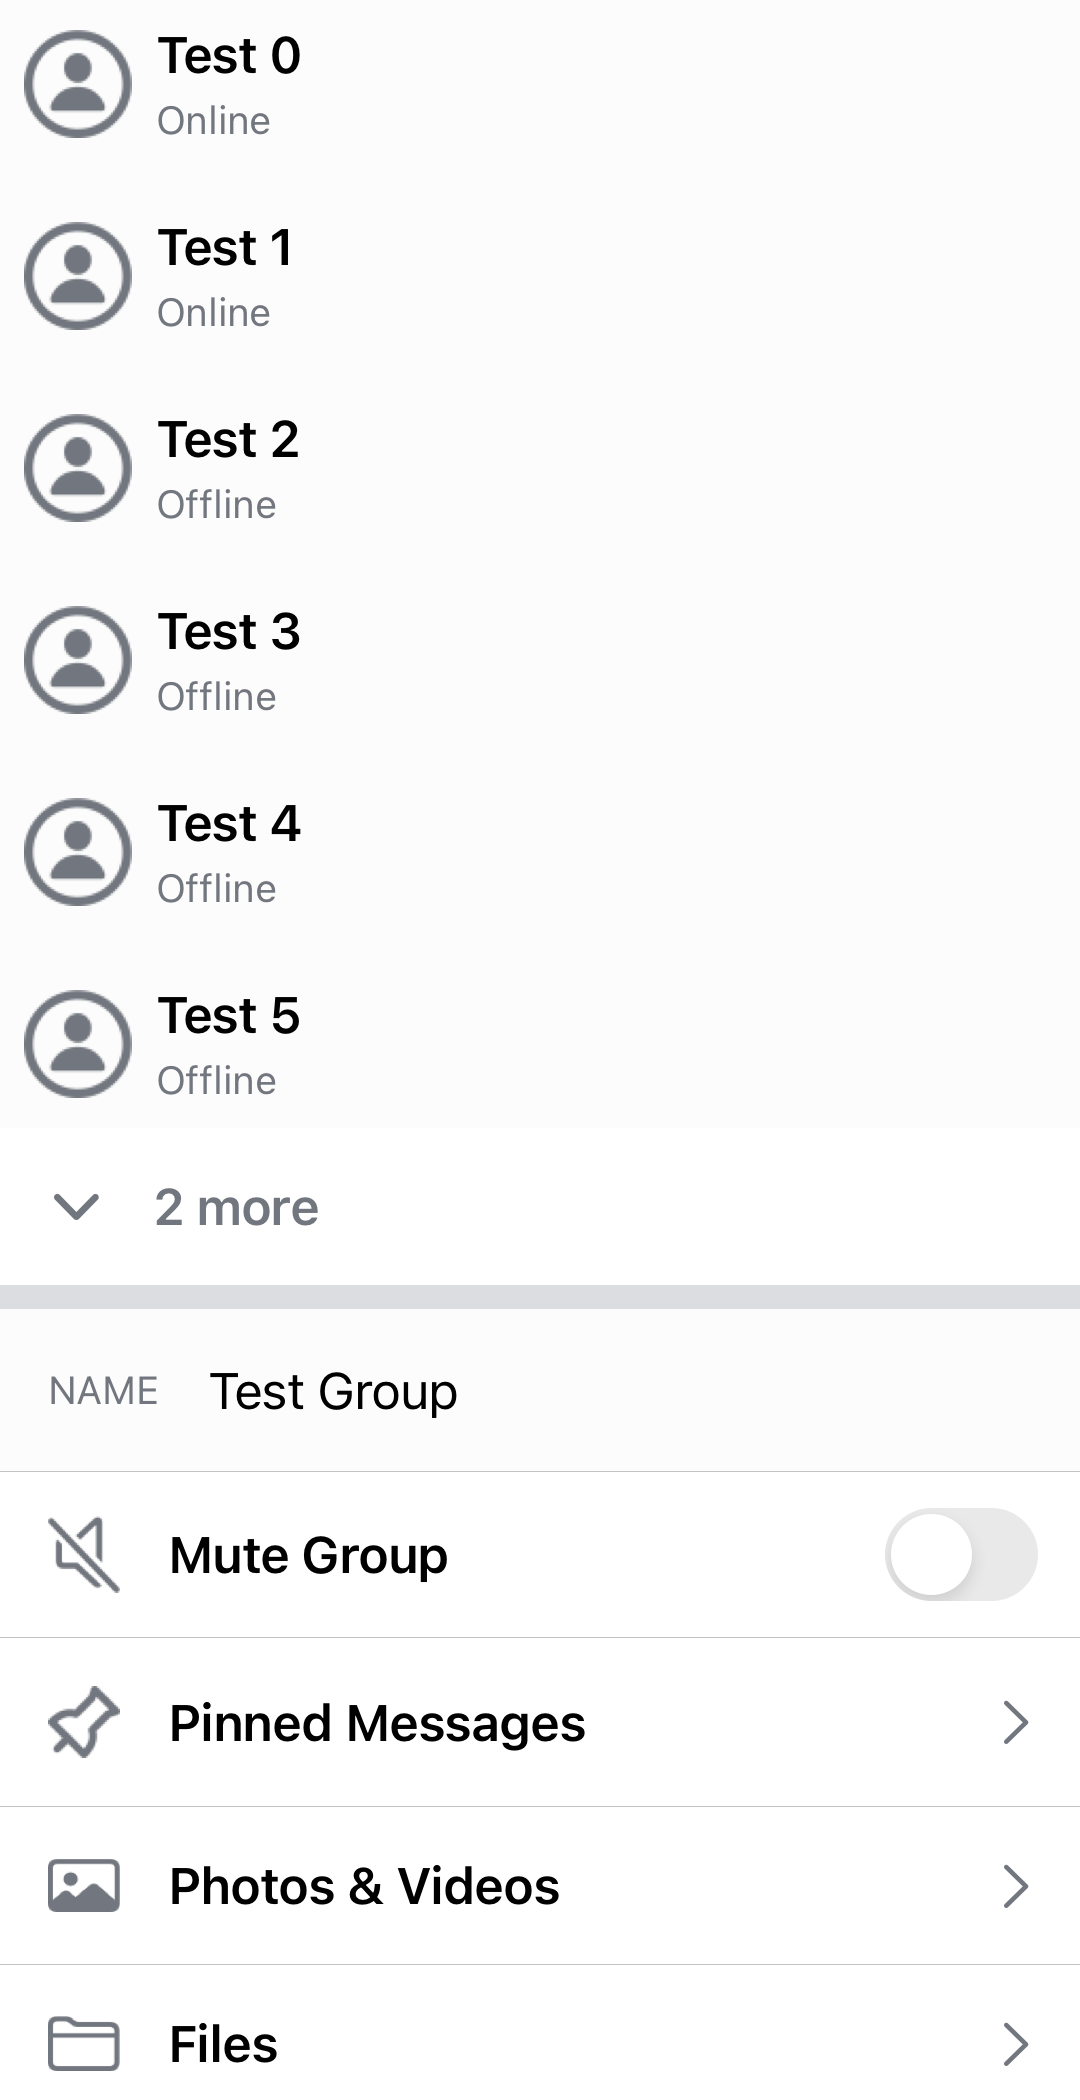 Test 0
Online
Test 1
Online
Test 2
Offline
Test 3
Offline
Test 4
Offline
Test 5
Offline
2 more
NAME Test Group
Mute Group
Pinned Messages
Photos & Videos
Files